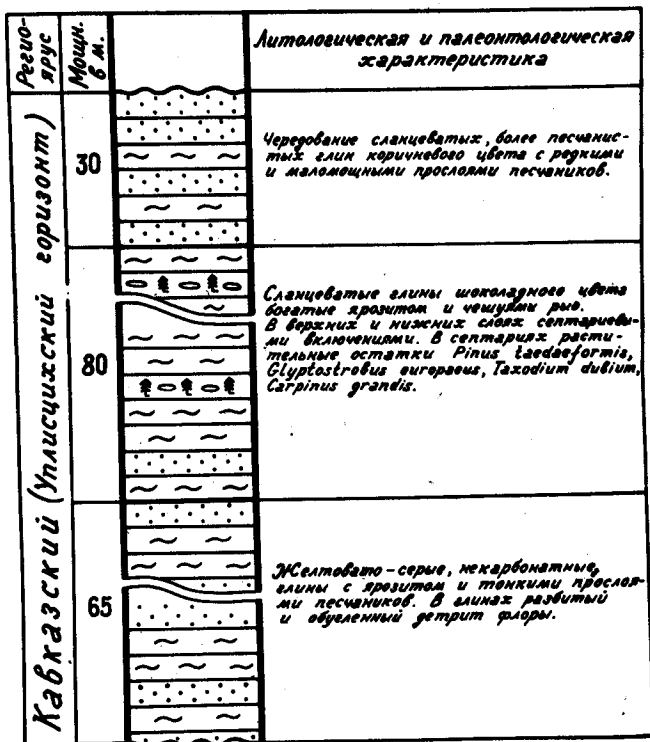 Регио-
ярус
Мощн.
в м.
Литологическая и палеонтологическая
характеристика
Кавказский (Уплисцихский горизонт)
30
Чередование сланцеватых, более песчанис-
тых глин коричневого цвета с редкими
и маломощными прослоями песчаников.
80
Сланцеватые глины шоколадного цвета
богатые ярозитом и чешуями рыб.
В верхних и нижних слоях септариевы-
ми включениями. В септариях расти-
тельные остатки Pinus taedaeformis,
Glyptostrobus europaeus, Taxodium dubium,
Carpinus grandis.
65
Желтовато-серые, некарбонатные,
глины с ярозитом и тонкими прослоя-
ми песчаников. В глинах развитый
и обугленный детрит флоры.